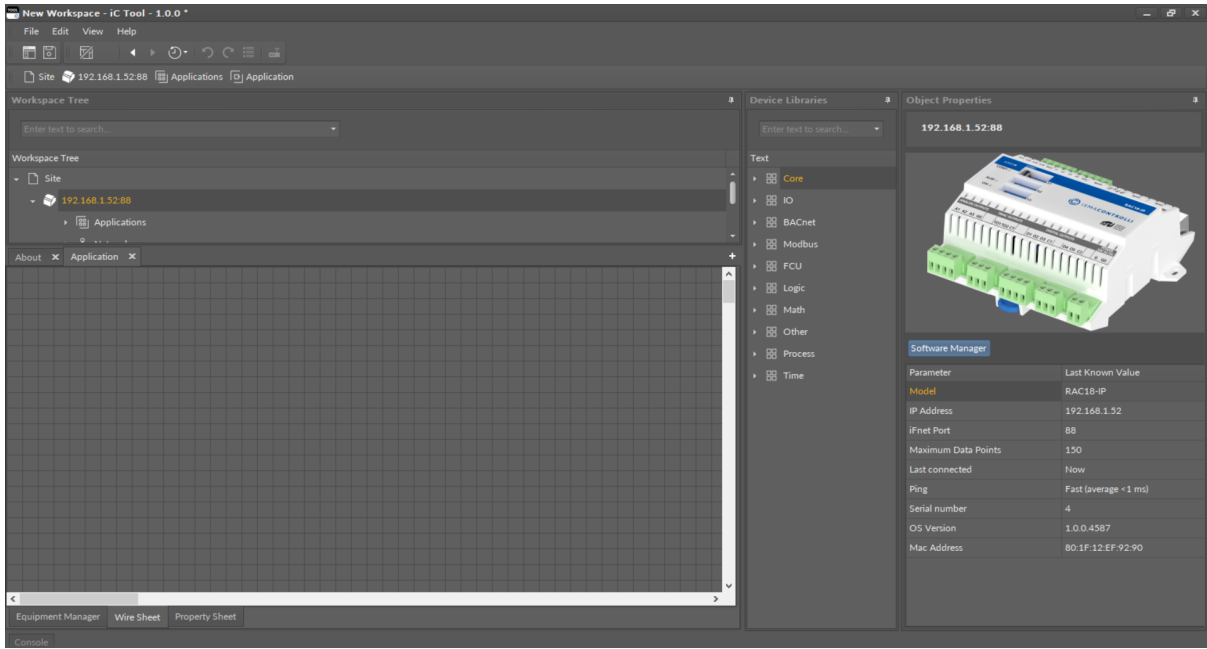 New Workspace - iC Tool - 1.0.0 *
File Edit View Help
Site 192.168.1.52:88 Applications Application
Workspace Tree
Enter text to search...
Workspace Tree
Site
192.168.1.52:88
Applications
About Application
Equipment Manager Wire Sheet Property Sheet
Console
Device Libraries
Enter text to search...
Text
Core
IO
BACnet
Modbus
FCU
Logic
Math
Other
Process
Time
Object Properties
192.168.1.52:88
RAC18-IP
Software Manager
Parameter Last Known Value
Model RAC18-IP
IP Address 192.168.1.52
iFnet Port 88
Maximum Data Points 150
Last connected Now
Ping Fast (average <1 ms)
Serial number 4
OS Version 1.0.0.4587
Mac Address 80:1F:12:EF:92:90